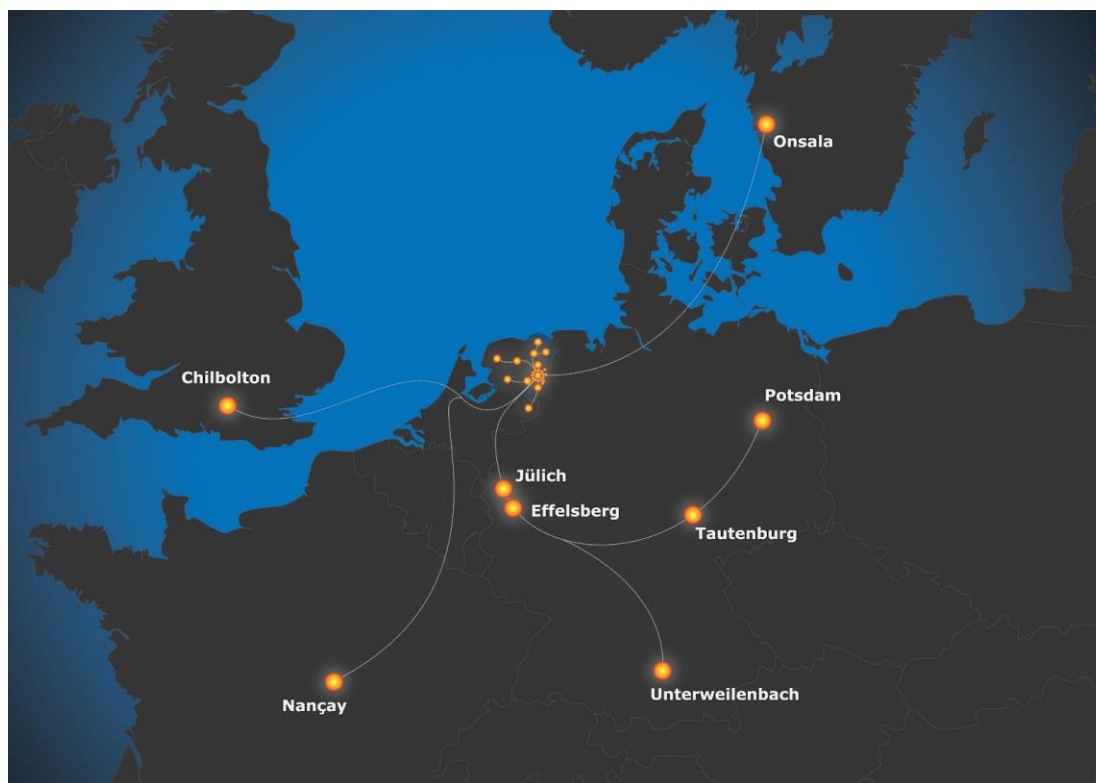 Onsala
Chilbolton
Potsdam
Jülich
Effelsberg
Tautenburg
Unterweilenbach
Nançay